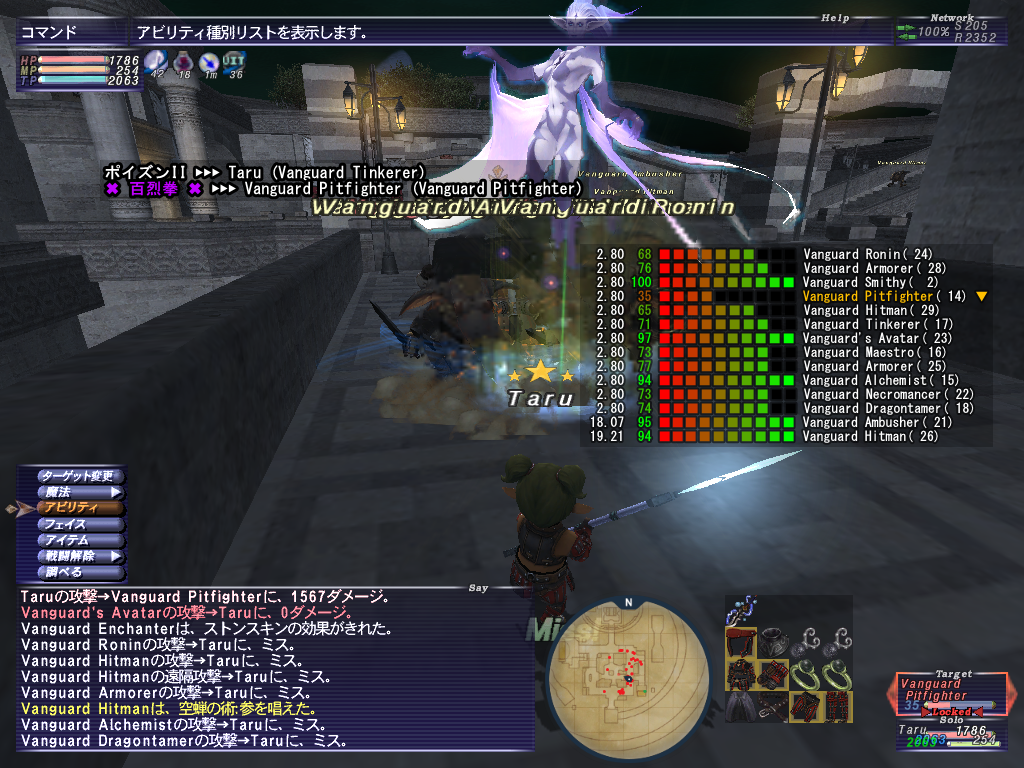 Help
コマンド アビリティ種別リストを表示します。
Network
100% S 205
R 2352
HP 1786
MP 254
TP 2063
42 18 1m 36
UIT
ポイズンII ▸▸▸ Taru (Vanguard Tinkerer)
✖ 百烈拳 ✖ ▸▸▸ Vanguard Pitfighter (Vanguard Pitfighter)
Vanguard Ambusher
Vanguard Hitman
2.80 68 Vanguard Ronin( 24)
2.80 76 Vanguard Armorer( 28)
2.80 100 Vanguard Smithy( 2)
2.80 35 Vanguard Pitfighter( 14) ▼
2.80 65 Vanguard Hitman( 29)
2.80 71 Vanguard Tinkerer( 17)
2.80 97 Vanguard's Avatar( 23)
2.80 73 Vanguard Maestro( 16)
2.80 77 Vanguard Armorer( 25)
2.80 94 Vanguard Alchemist( 15)
2.80 73 Vanguard Necromancer( 22)
2.80 74 Vanguard Dragontamer( 18)
18.07 95 Vanguard Ambusher( 21)
19.21 94 Vanguard Hitman( 26)
Taru
ターゲット変更
魔法
アビリティ
フェイス
アイテム
戦闘解除
調べる
Say
Taruの攻撃→Vanguard Pitfighterに、1567ダメージ。
Vanguard's Avatarの攻撃→Taruに、0ダメージ。
Vanguard Enchanterは、ストンスキンの効果がきれた。
Vanguard Roninの攻撃→Taruに、ミス。
Vanguard Hitmanの攻撃→Taruに、ミス。
Vanguard Hitmanの遠隔攻撃→Taruに、ミス。
Vanguard Armorerの攻撃→Taruに、ミス。
Vanguard Hitmanは、空蝉の術:参を唱えた。
Vanguard Alchemistの攻撃→Taruに、ミス。
Vanguard Dragontamerの攻撃→Taruに、ミス。
N
Target
Vanguard
Pitfighter
35
Locked
Solo
Taru 1786
254